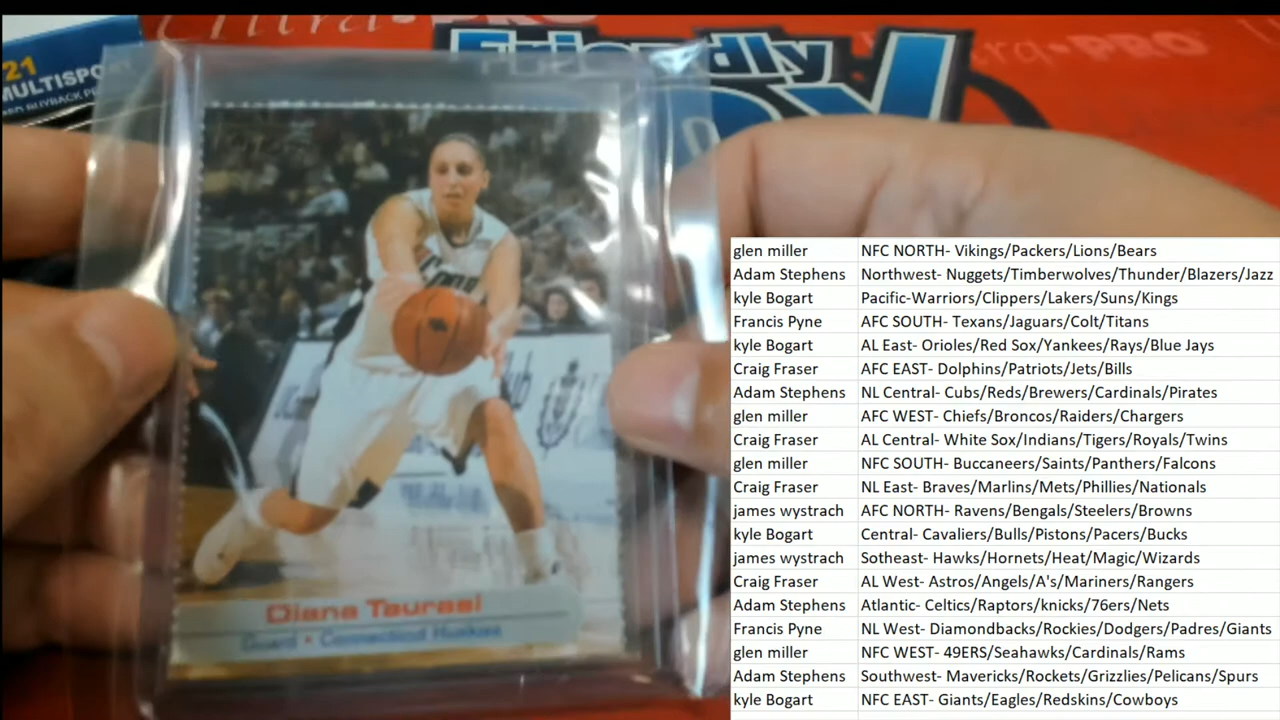 21
MULTISPO
Friendly
PRO
UConn
Diana Taurasi
Guard • Connecticut Huskies
glen miller NFC NORTH- Vikings/Packers/Lions/Bears
Adam Stephens Northwest- Nuggets/Timberwolves/Thunder/Blazers/Jazz
kyle Bogart Pacific-Warriors/Clippers/Lakers/Suns/Kings
Francis Pyne AFC SOUTH- Texans/Jaguars/Colt/Titans
kyle Bogart AL East- Orioles/Red Sox/Yankees/Rays/Blue Jays
Craig Fraser AFC EAST- Dolphins/Patriots/Jets/Bills
Adam Stephens NL Central- Cubs/Reds/Brewers/Cardinals/Pirates
glen miller AFC WEST- Chiefs/Broncos/Raiders/Chargers
Craig Fraser AL Central- White Sox/Indians/Tigers/Royals/Twins
glen miller NFC SOUTH- Buccaneers/Saints/Panthers/Falcons
Craig Fraser NL East- Braves/Marlins/Mets/Phillies/Nationals
james wystrach AFC NORTH- Ravens/Bengals/Steelers/Browns
kyle Bogart Central- Cavaliers/Bulls/Pistons/Pacers/Bucks
james wystrach Sotheast- Hawks/Hornets/Heat/Magic/Wizards
Craig Fraser AL West- Astros/Angels/A's/Mariners/Rangers
Adam Stephens Atlantic- Celtics/Raptors/knicks/76ers/Nets
Francis Pyne NL West- Diamondbacks/Rockies/Dodgers/Padres/Giants
glen miller NFC WEST- 49ERS/Seahawks/Cardinals/Rams
Adam Stephens Southwest- Mavericks/Rockets/Grizzlies/Pelicans/Spurs
kyle Bogart NFC EAST- Giants/Eagles/Redskins/Cowboys